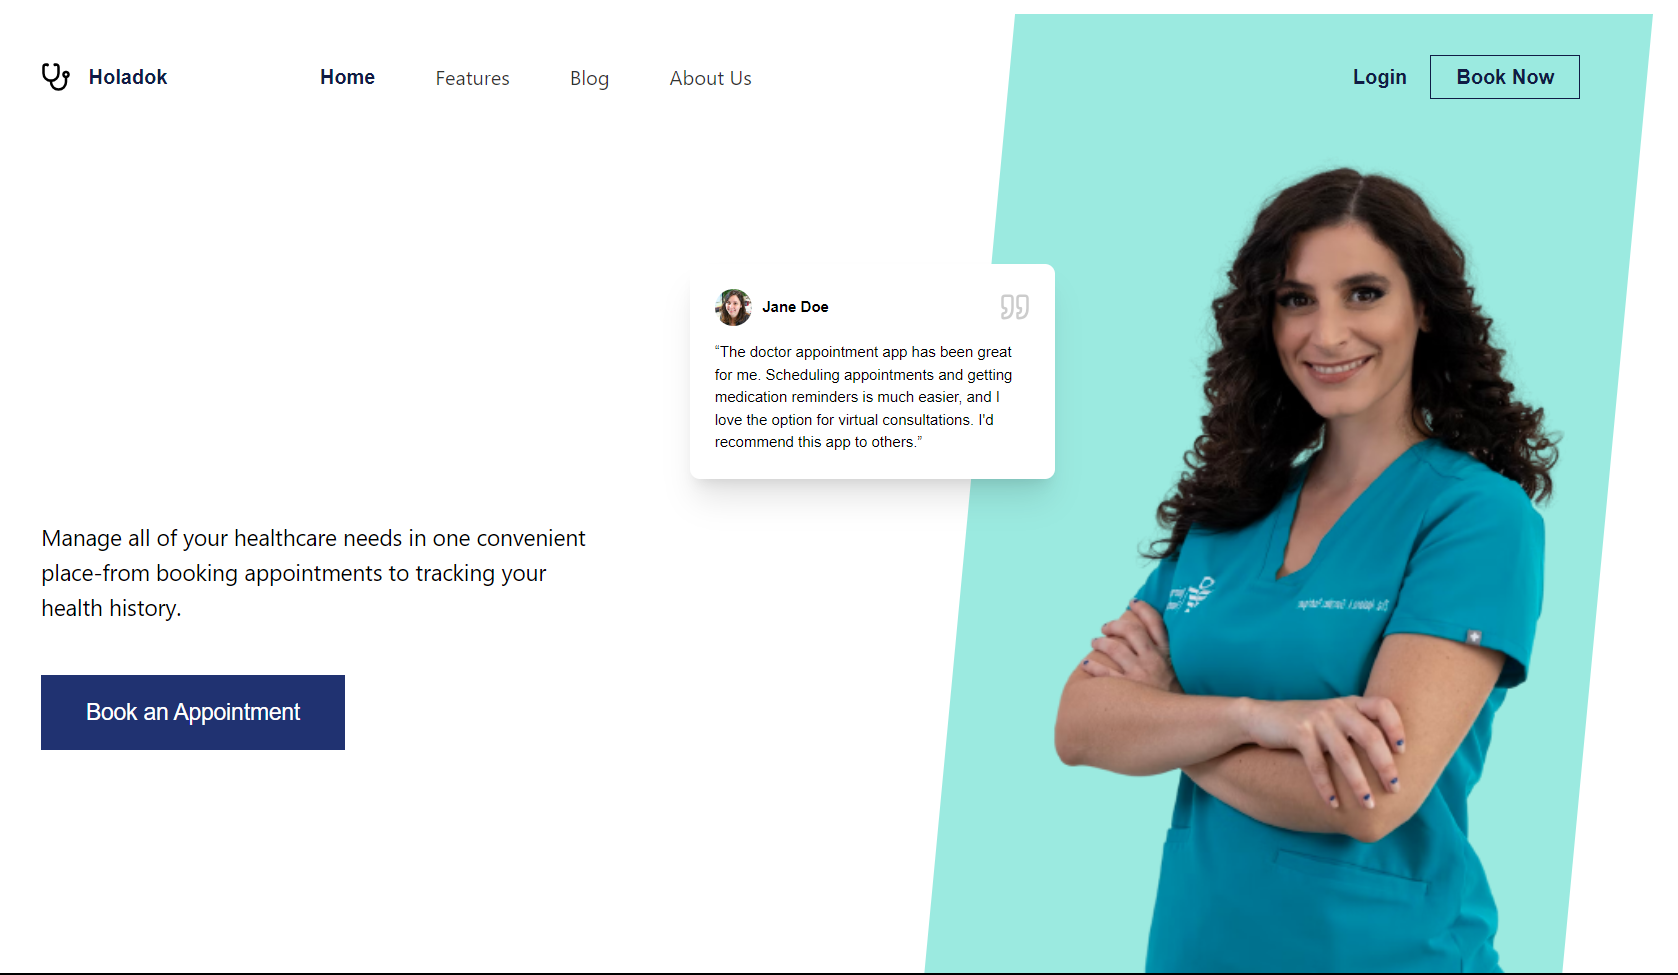 Holadok
Home
Features
Blog
About Us
Login
Book Now
Jane Doe
“The doctor appointment app has been great
for me. Scheduling appointments and getting
medication reminders is much easier, and I
love the option for virtual consultations. I'd
recommend this app to others.”
Manage all of your healthcare needs in one convenient
place-from booking appointments to tracking your
health history.
Book an Appointment